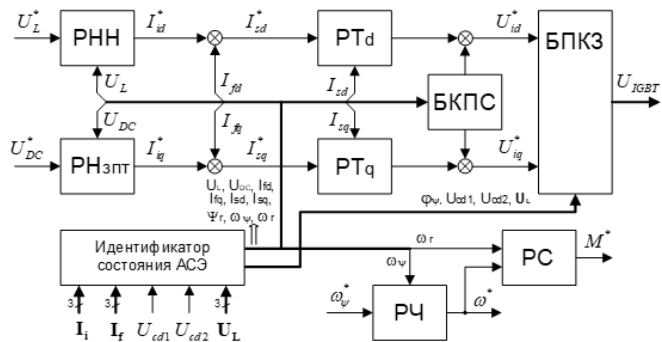 U*L РНН I*id I*sd РТd U*id БПКЗ
UL Ifd Isd UIGBT
UDC Ifq Isq БКПС
U*DC РНЗПТ I*iq I*sq РТq U*iq
UL, UDC, Ifd,
Ifq, Isd, Isq,
Ψr, ωΨ, ωr
φΨ, Ucd1, Ucd2, UL
Идентификатор
состояния АСЭ
ωr РС M*
ωΨ
ω*Ψ РЧ ω*
3 3 3
Ii If Ucd1 Ucd2 UL